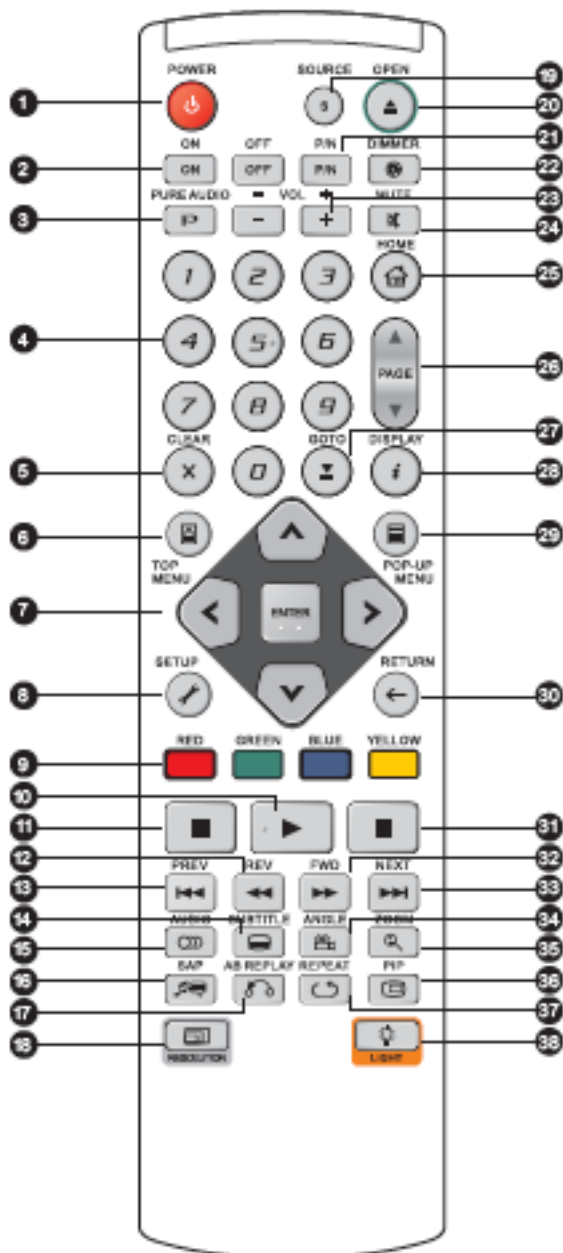 POWER SOURCE OPEN
1 19
S
20
ON OFF P/N DIMMER
21
2 ON OFF P/N 22
PURE AUDIO - VOL + MUTE
23
3 - + 24
HOME
1 2 3 25
4 4 5 6
PAGE 26
7 8 9
27
CLEAR GOTO DISPLAY
5 X 0 i 28
6 29
TOP MENU POP-UP MENU
7 ENTER
SETUP RETURN
8 30
RED GREEN BLUE YELLOW
9
10
11 31
12 32
PREV REV FWD NEXT
13 33
14 34
AUDIO SUBTITLE ANGLE ZOOM
15 35
SAP AB REPLAY REPEAT PIP
16 36
17 37
18 38
RESOLUTION LIGHT